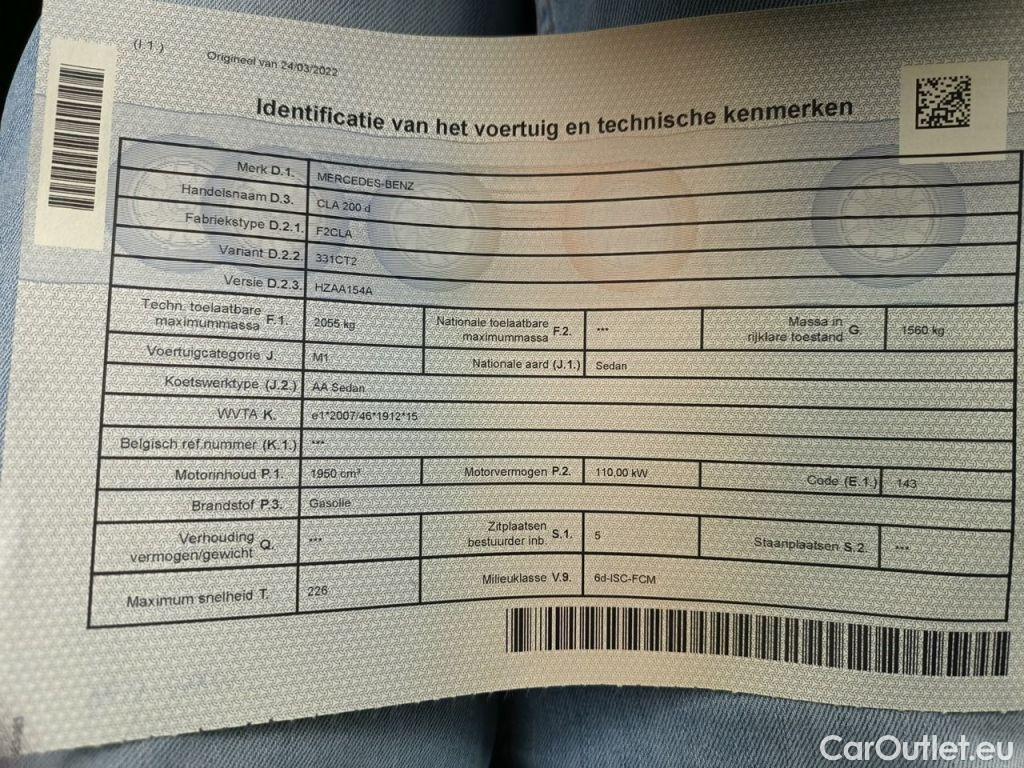 (I.1.)
Origineel van 24/03/2022
Identificatie van het voertuig en technische kenmerken
Merk D.1. MERCEDES-BENZ
Handelsnaam D.3. CLA 200 d
Fabriekstype D.2.1. F2CLA
Variant D.2.2. 331CT2
Versie D.2.3. HZAA154A
Techn. toelaatbare maximummassa F.1. 2055 kg Nationale toelaatbare maximummassa F.2. *** Massa in rijklare toestand G. 1560 kg
Voertuigcategorie J. M1 Nationale aard (J.1.) Sedan
Koetswerktype (J.2.) AA Sedan
WVTA K. e1*2007/46*1912*15
Belgisch ref.nummer (K.1.) ***
Motorinhoud P.1. 1950 cm³ Motorvermogen P.2. 110,00 kW Code (E.1.) 143
Brandstof P.3. Gasolie
Verhouding vermogen/gewicht Q. *** Zitplaatsen bestuurder inb. S.1. 5 Staanplaatsen S.2. ***
Maximum snelheid T. 226 Milieuklasse V.9. 6d-ISC-FCM
CarOutlet.eu